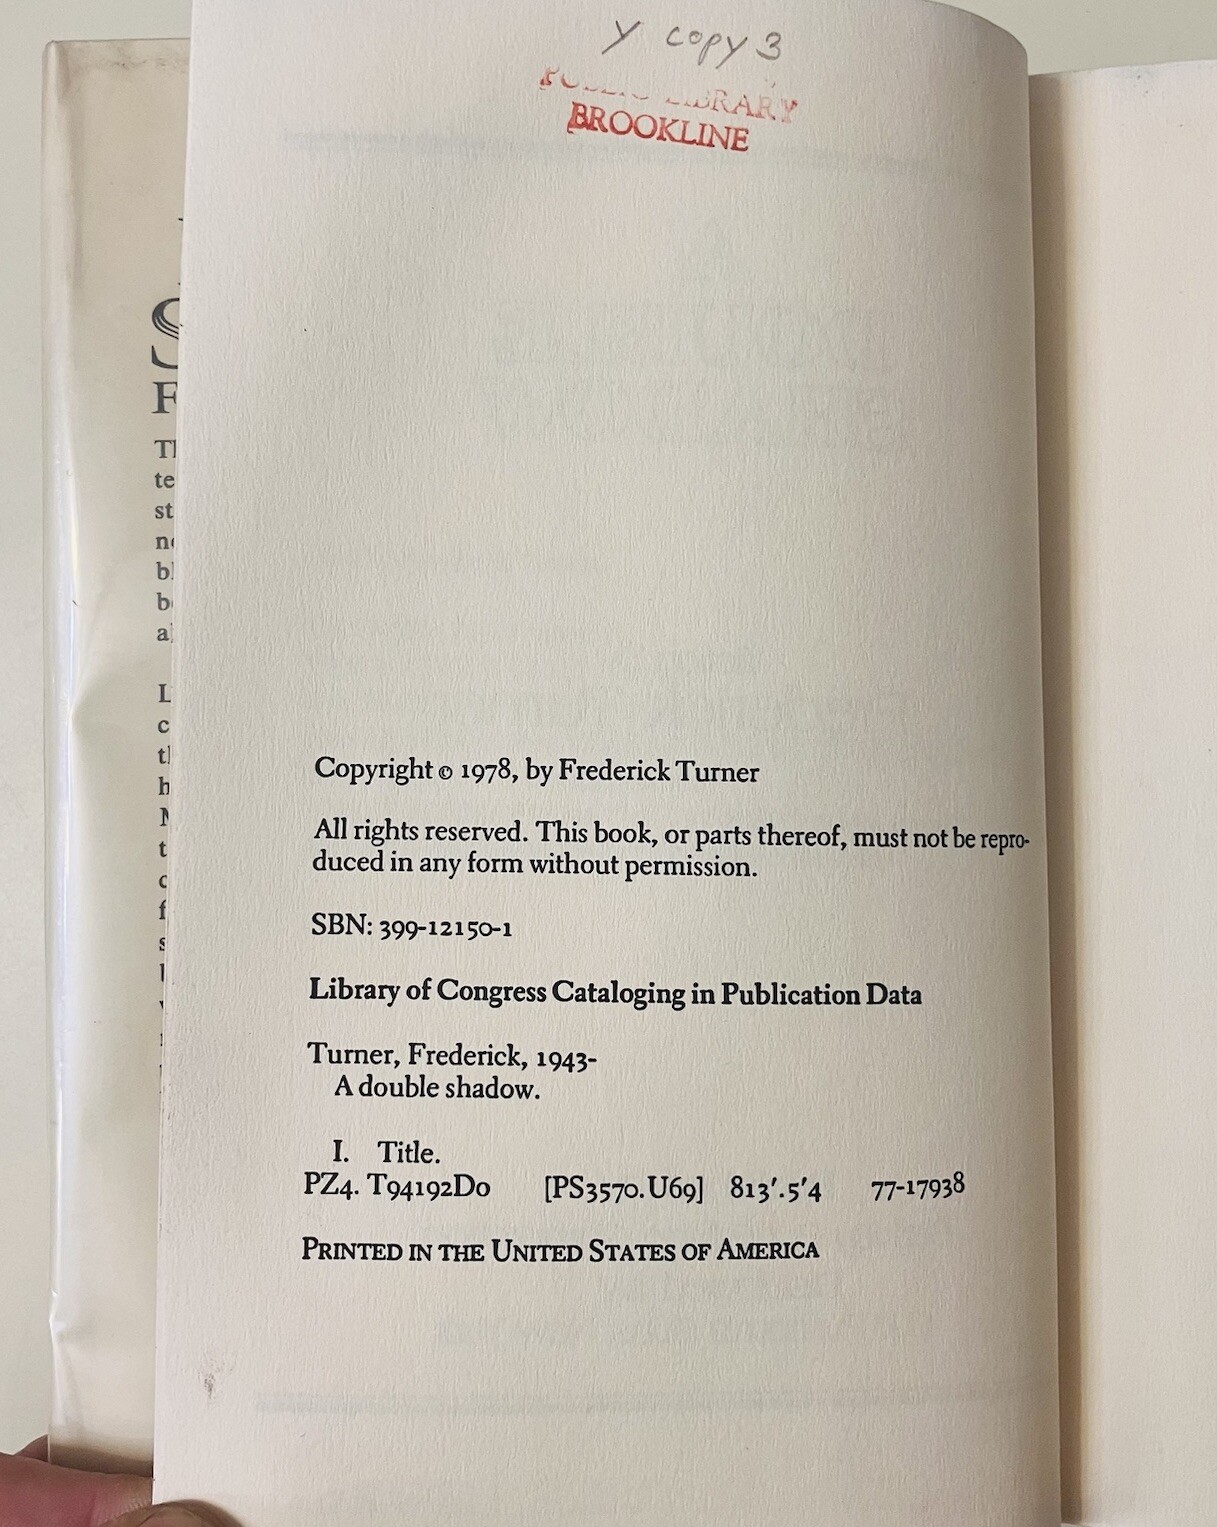 y copy 3
PUBLIC LIBRARY
BROOKLINE
S
F
te
st
Copyright © 1978, by Frederick Turner
All rights reserved. This book, or parts thereof, must not be repro-
duced in any form without permission.
SBN: 399-12150-1
Library of Congress Cataloging in Publication Data
Turner, Frederick, 1943-
A double shadow.
I. Title.
PZ4. T94192Do [PS3570.U69] 813'.5'4 77-17938
PRINTED IN THE UNITED STATES OF AMERICA